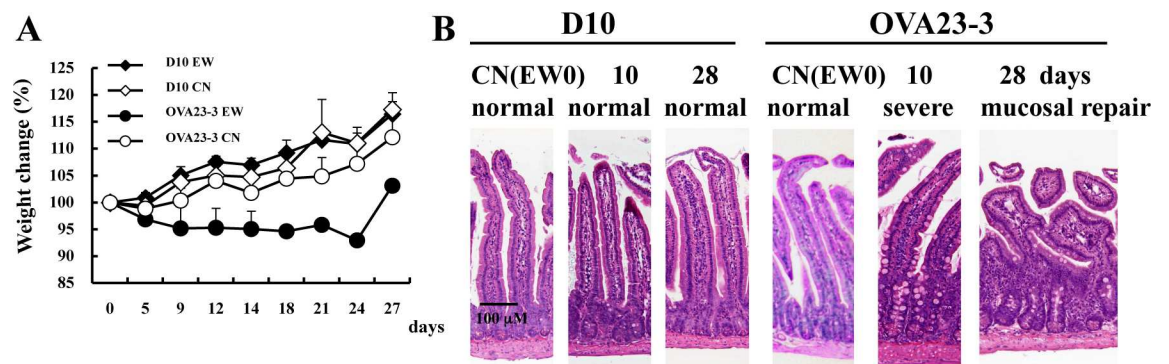 A
Weight change (%)
125
120
115
110
105
100
95
90
85
D10 EW
D10 CN
OVA23-3 EW
OVA23-3 CN
0 5 9 12 14 18 21 24 27
days
B
D10 OVA23-3
CN(EW0) 10 28 CN(EW0) 10 28 days
normal normal normal normal severe mucosal repair
100 μM